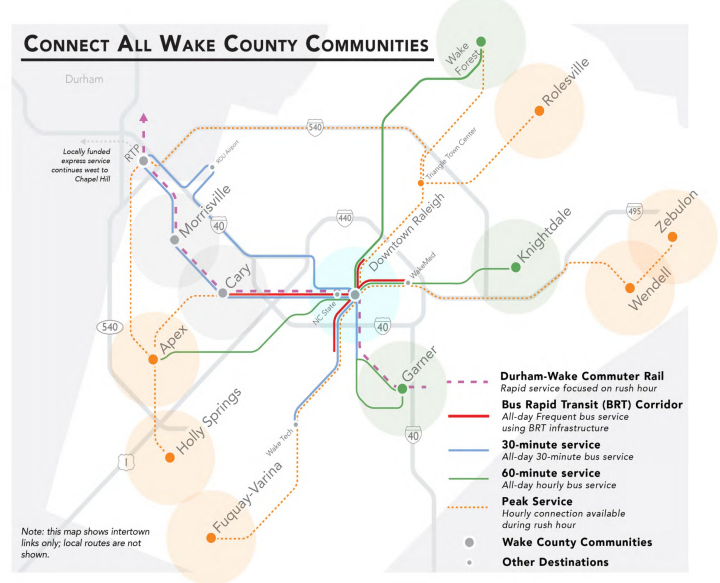 CONNECT ALL WAKE COUNTY COMMUNITIES
Durham
Wake
Forest
Rolesville
540
Locally funded
express service
continues west to
Chapel Hill
RTP
RDU Airport
Triangle Town Center
Morrisville
40
440
Downtown Raleigh
495
Zebulon
Knightdale
WakeMed
Cary
NC State
Wendell
540
Apex
40
Garner
Holly Springs
Wake Tech
40
1
Fuquay-Varina
Durham-Wake Commuter Rail
Rapid service focused on rush hour
Bus Rapid Transit (BRT) Corridor
All-day Frequent bus service
using BRT infrastructure
30-minute service
All-day 30-minute bus service
60-minute service
All-day hourly bus service
Peak Service
Hourly connection available
during rush hour
Wake County Communities
Other Destinations
Note: this map shows intertown
links only; local routes are not
shown.